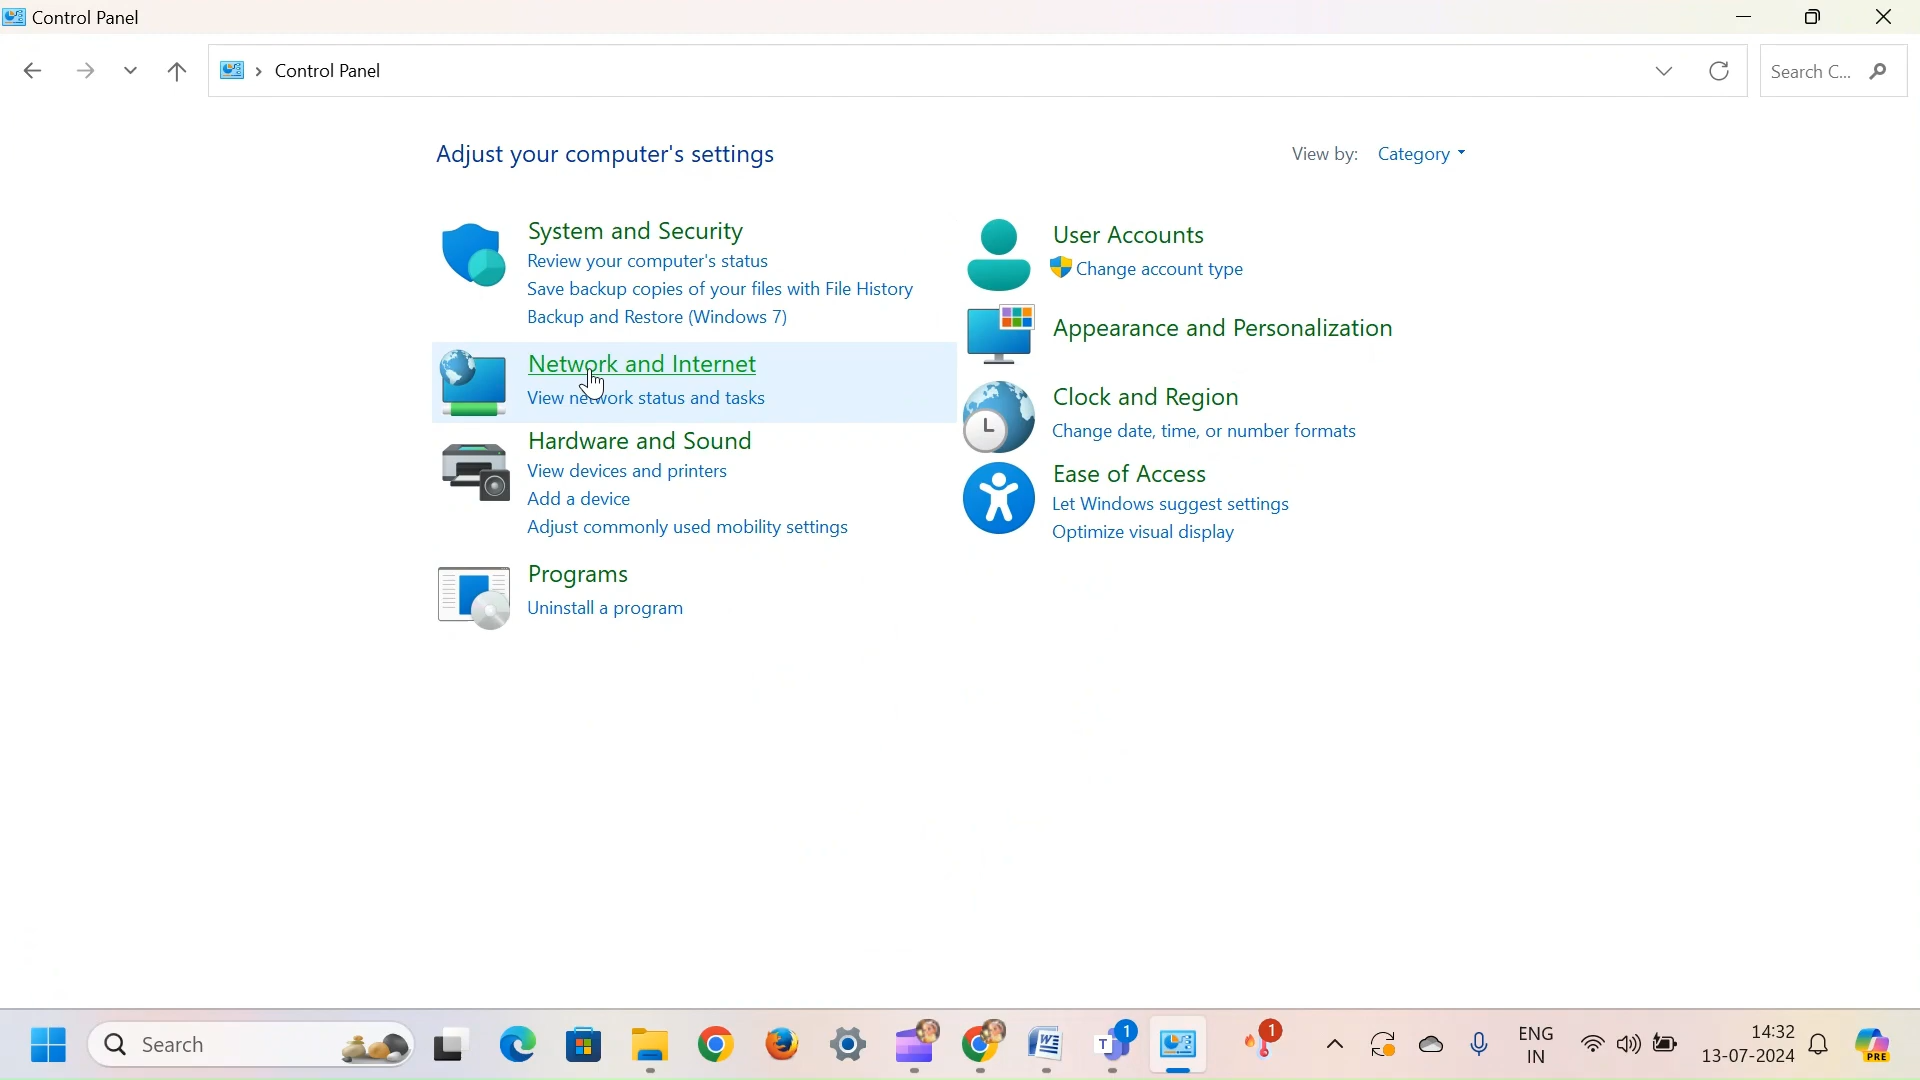 Control Panel
Control Panel
Search C...
Adjust your computer's settings
View by: Category
System and Security
Review your computer's status
Save backup copies of your files with File History
Backup and Restore (Windows 7)
Network and Internet
View network status and tasks
Hardware and Sound
View devices and printers
Add a device
Adjust commonly used mobility settings
Programs
Uninstall a program
User Accounts
Change account type
Appearance and Personalization
Clock and Region
Change date, time, or number formats
Ease of Access
Let Windows suggest settings
Optimize visual display
Search
T
1
1
ENG
IN
14:32
13-07-2024
PRE